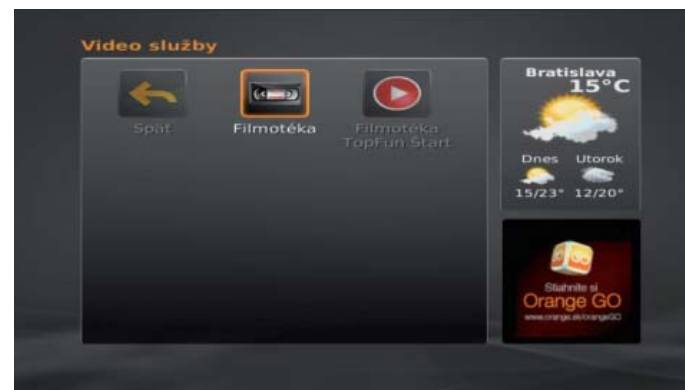 Video služby
Späť
Filmotéka
Filmotéka
TopFun Štart
Bratislava
15°C
Dnes Utorok
15/23° 12/20°
Stiahnite si
Orange GO
www.orange.sk/orangeGO